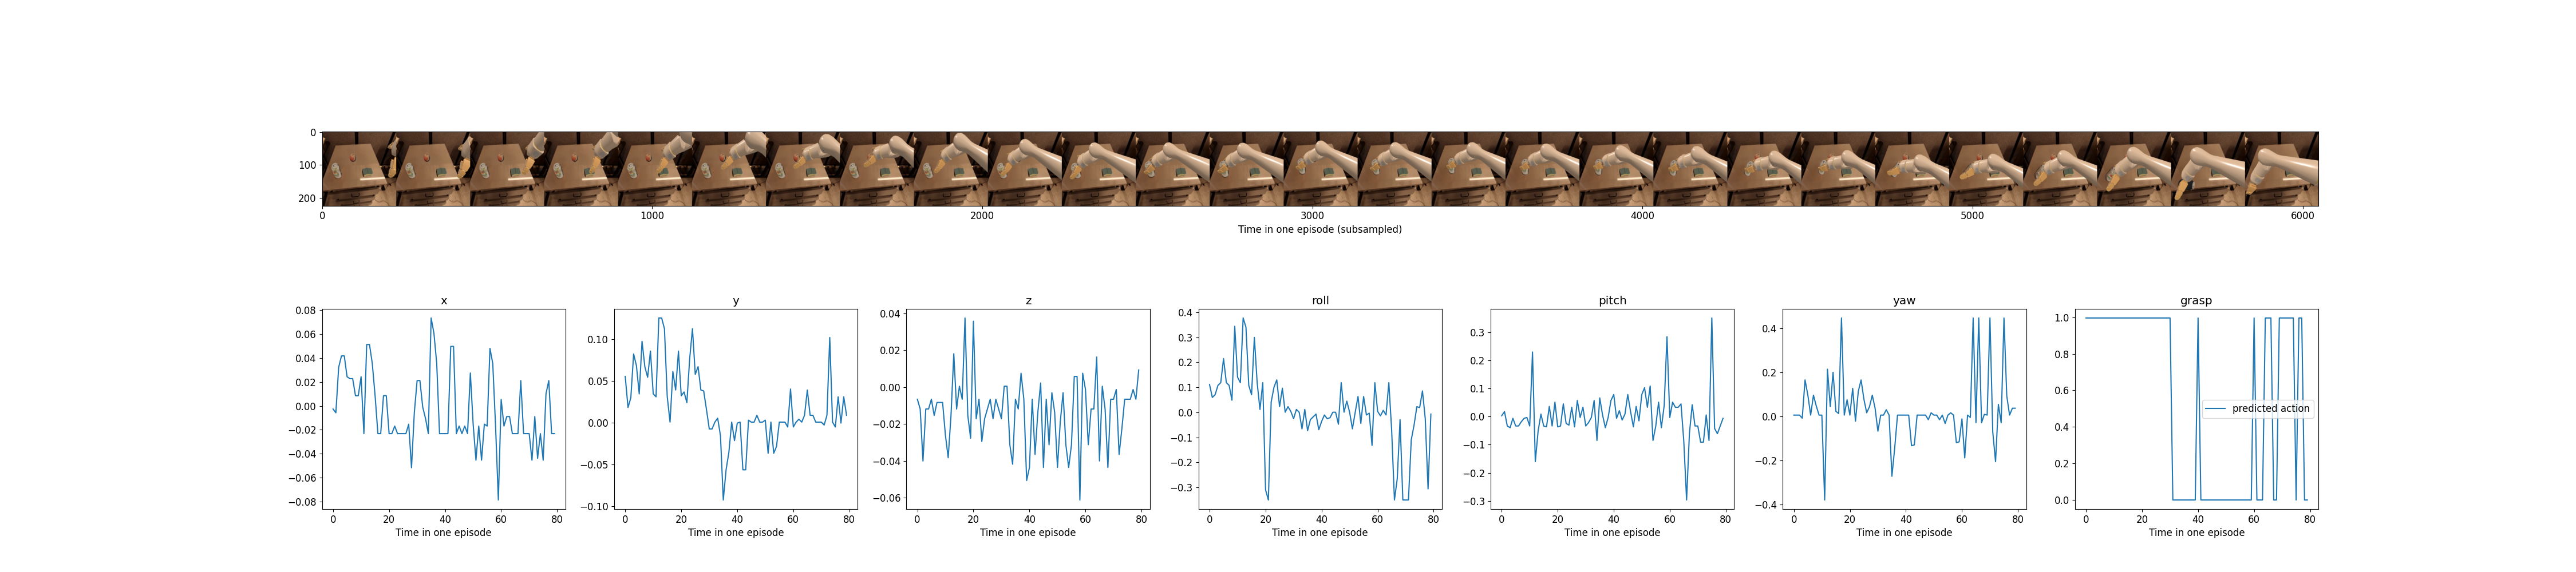 0
100
200
0 1000 2000 3000 4000 5000 6000
Time in one episode (subsampled)
x
0.08
0.06
0.04
0.02
0.00
−0.02
−0.04
−0.06
−0.08
0 20 40 60 80
Time in one episode
y
0.10
0.05
0.00
−0.05
−0.10
0 20 40 60 80
Time in one episode
z
0.04
0.02
0.00
−0.02
−0.04
−0.06
0 20 40 60 80
Time in one episode
roll
0.4
0.3
0.2
0.1
0.0
−0.1
−0.2
−0.3
0 20 40 60 80
Time in one episode
pitch
0.3
0.2
0.1
0.0
−0.1
−0.2
−0.3
0 20 40 60 80
Time in one episode
yaw
0.4
0.2
0.0
−0.2
−0.4
0 20 40 60 80
Time in one episode
grasp
1.0
0.8
0.6
0.4
0.2
0.0
predicted action
0 20 40 60 80
Time in one episode